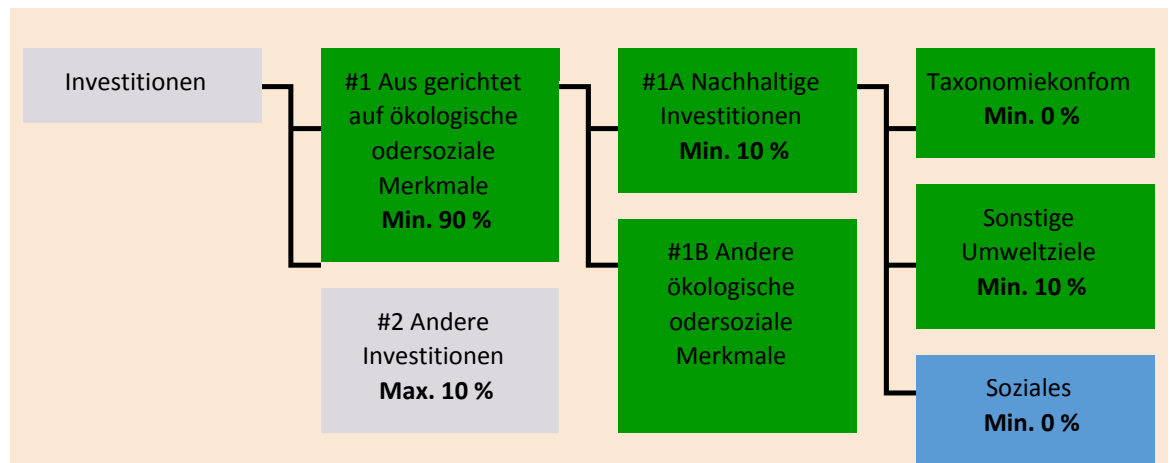 Investitionen
#1 Aus gerichtet
auf ökologische
odersoziale
Merkmale
Min. 90 %
#2 Andere
Investitionen
Max. 10 %
#1A Nachhaltige
Investitionen
Min. 10 %
#1B Andere
ökologische
odersoziale
Merkmale
Taxonomiekonfom
Min. 0 %
Sonstige
Umweltziele
Min. 10 %
Soziales
Min. 0 %